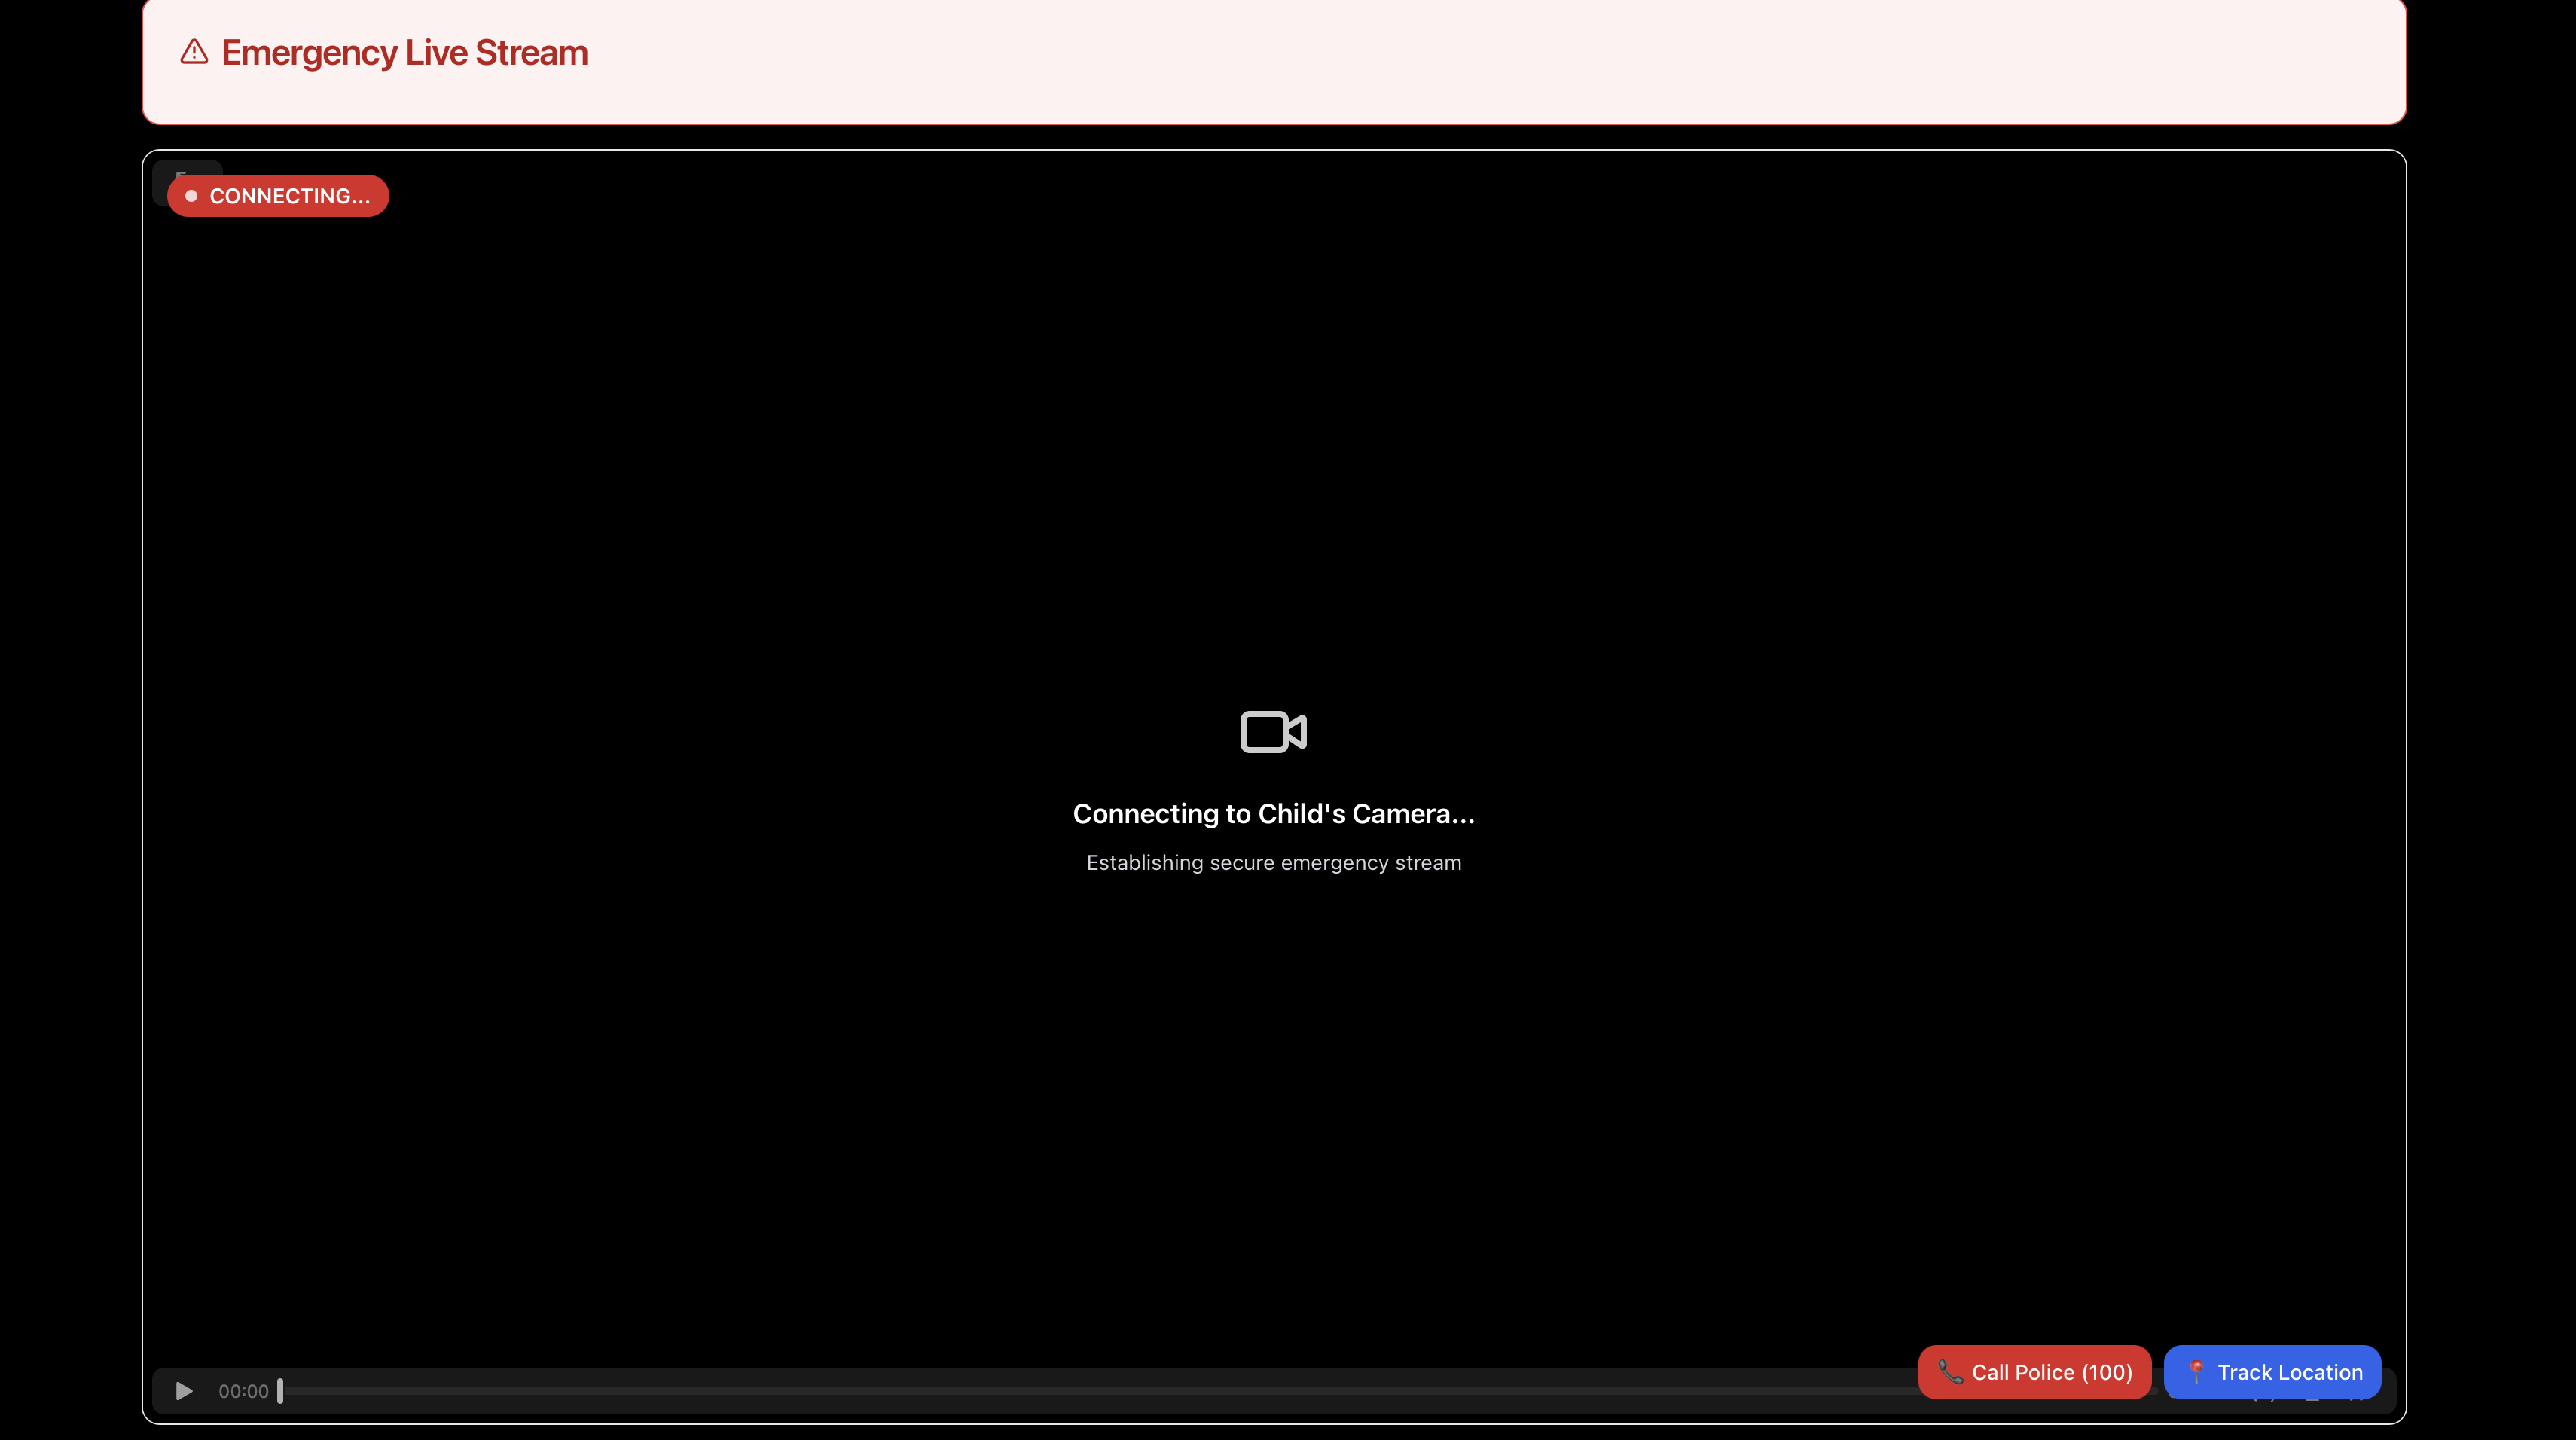 Emergency Live Stream
CONNECTING...
Connecting to Child's Camera...
Establishing secure emergency stream
00:00
Call Police (100)
Track Location